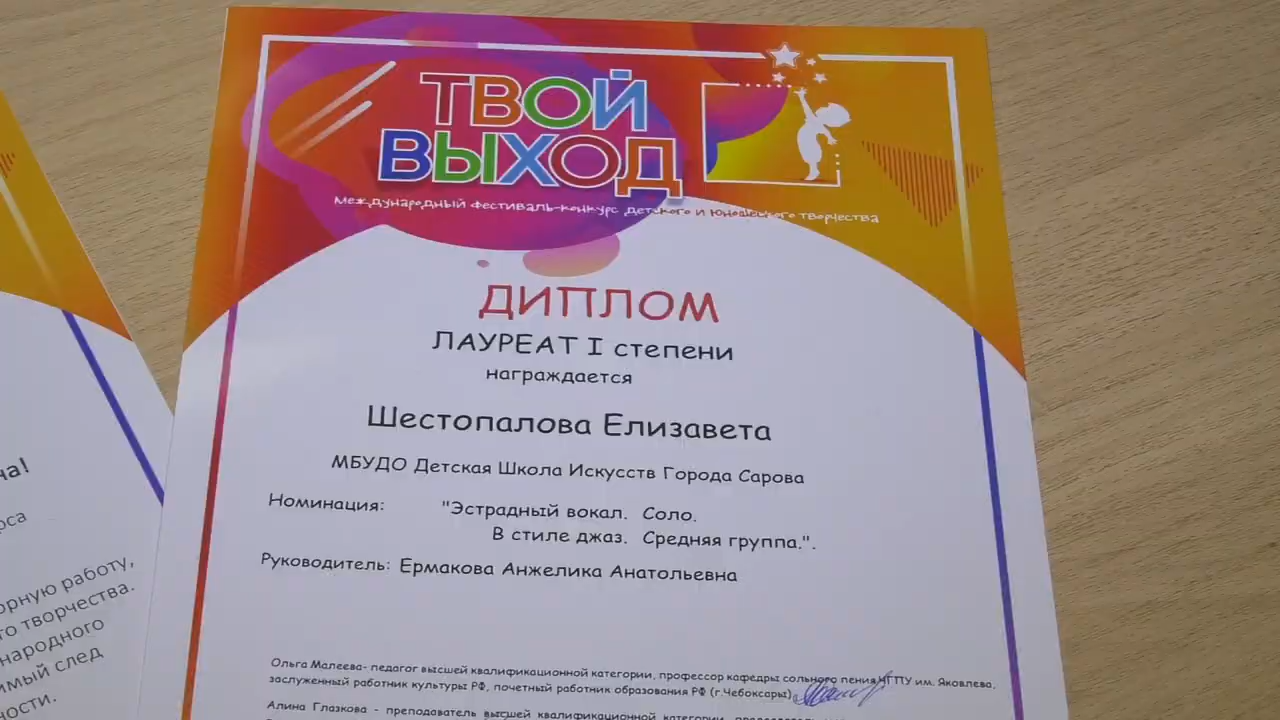 ТВОЙ
ВЫХОД
Международный фестиваль-конкурс детского и юношеского творчества
ДИПЛОМ
ЛАУРЕАТ I степени
награждается
Шестопалова Елизавета
МБУДО Детская Школа Искусств Города Сарова
Номинация: "Эстрадный вокал. Соло.
В стиле джаз. Средняя группа.".
Руководитель: Ермакова Анжелика Анатольевна
Ольга Малеева- педагог высшей квалификационной категории, профессор кафедры сольного пения ЧГПУ им. Яковлева,
заслуженный работник культуры РФ, почетный работник образования РФ (г.Чебоксары)
Алина Глазкова - преподаватель высшей квалификационной категории,
на!
рса
орную работу,
го творчества.
народного
имый след
ности.